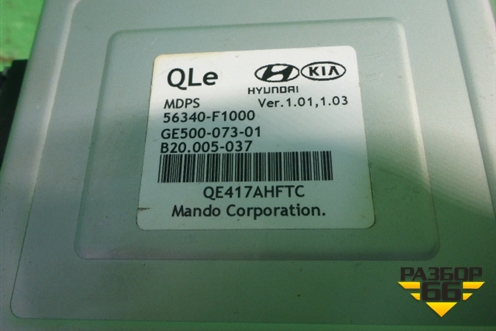 QLe
HYUNDAI
KIA
MDPS
Ver.1.01,1.03
56340-F1000
GE500-073-01
B20.005-037
QE417AHFTC
Mando Corporation.
РАЗБОР
66